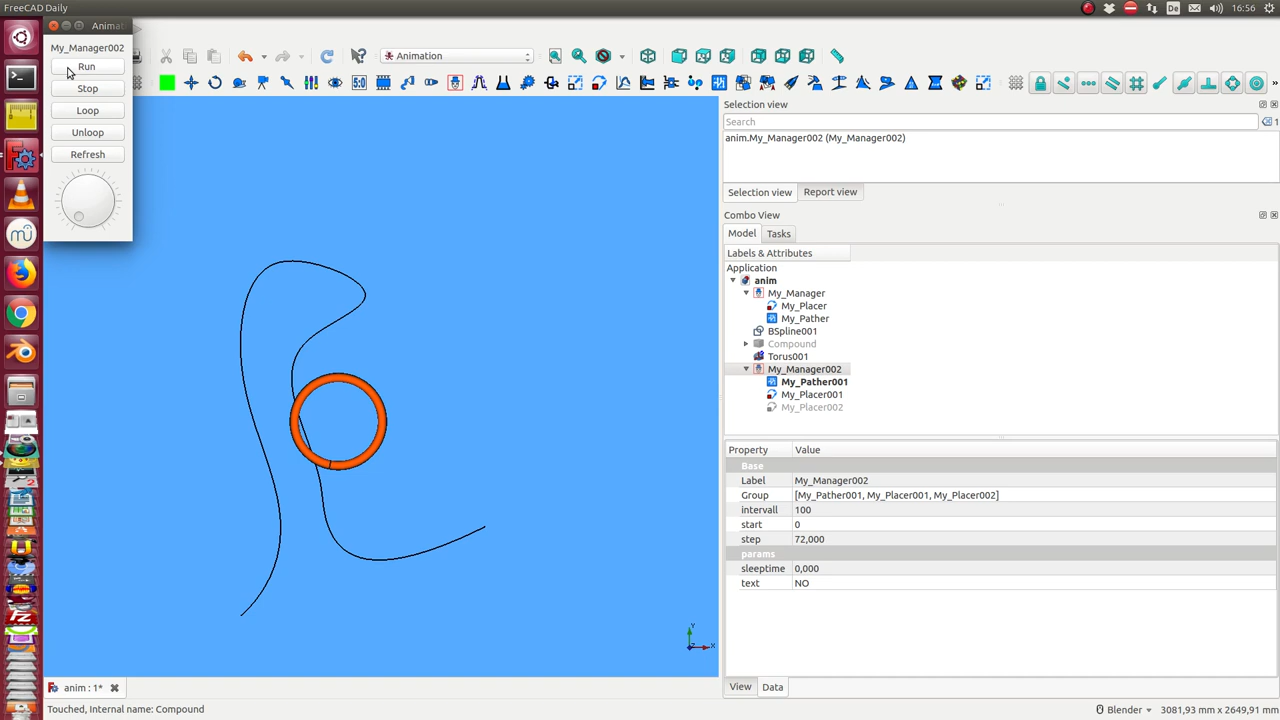 FreeCAD Daily
De
16:56
Animat
My_Manager002
Run
Stop
Loop
Unloop
Refresh
Animation
Selection view
Search
1
anim.My_Manager002 (My_Manager002)
Selection view
Report view
Combo View
Model
Tasks
Labels & Attributes
Application
anim
My_Manager
My_Placer
My_Pather
BSpline001
Compound
Torus001
My_Manager002
My_Pather001
My_Placer001
My_Placer002
Property Value
Base
Label My_Manager002
Group [My_Pather001, My_Placer001, My_Placer002]
intervall 100
start 0
step 72,000
params
sleeptime 0,000
text NO
Y
Z
X
View
Data
anim : 1*
Touched, Internal name: Compound
Blender
3081,93 mm x 2649,91 mm